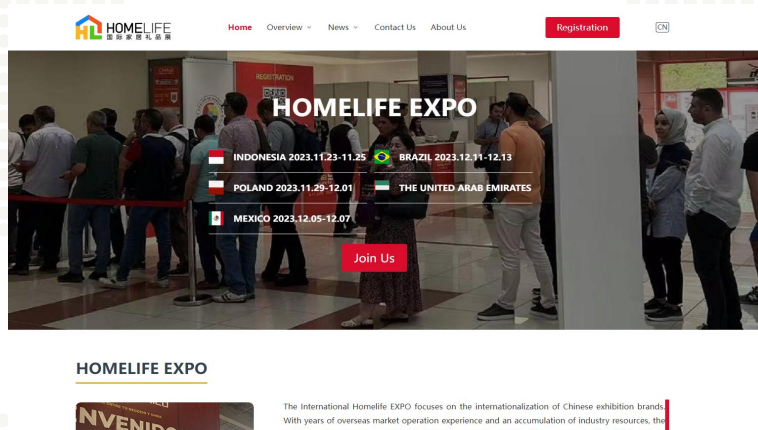 HOMELIFE
国际家居礼品展
Home Overview News Contact Us About Us Registration CN
REGISTRATION
HOMELIFE EXPO
INDONESIA 2023.11.23-11.25 BRAZIL 2023.12.11-12.13
POLAND 2023.11.29-12.01 THE UNITED ARAB EMIRATES
MEXICO 2023.12.05-12.07
Join Us
HOMELIFE EXPO
The International Homelife EXPO focuses on the internationalization of Chinese exhibition brands.
With years of overseas market operation experience and an accumulation of industry resources, the